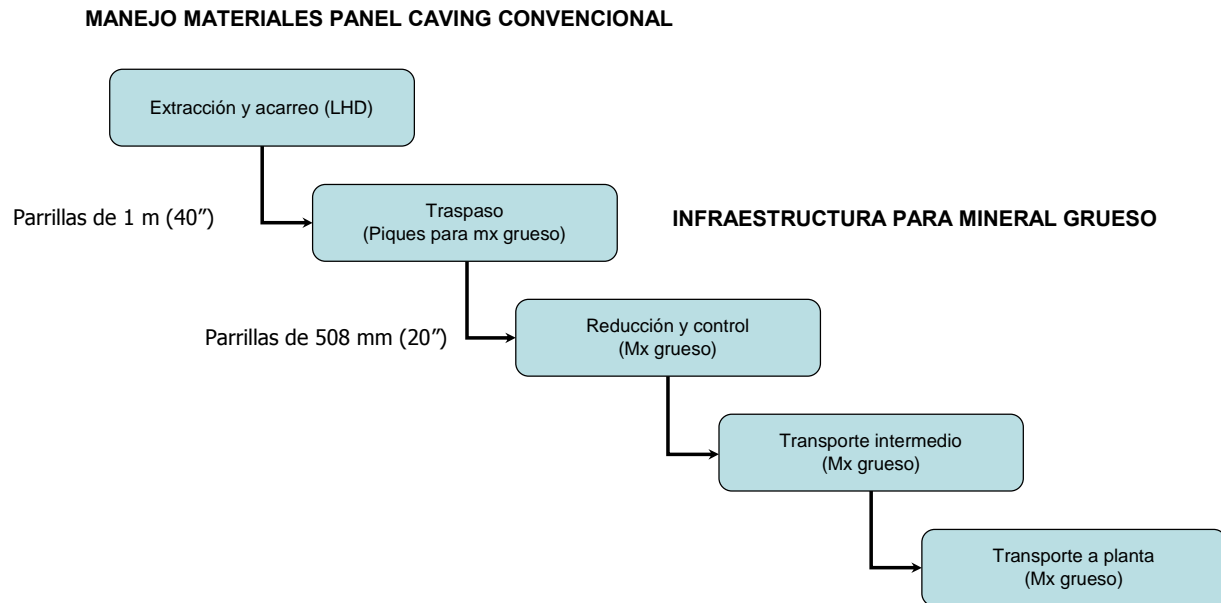 MANEJO MATERIALES PANEL CAVING CONVENCIONAL
Extracción y acarreo (LHD)
Parrillas de 1 m (40”)
Traspaso
(Piques para mx grueso)
INFRAESTRUCTURA PARA MINERAL GRUESO
Parrillas de 508 mm (20”)
Reducción y control
(Mx grueso)
Transporte intermedio
(Mx grueso)
Transporte a planta
(Mx grueso)